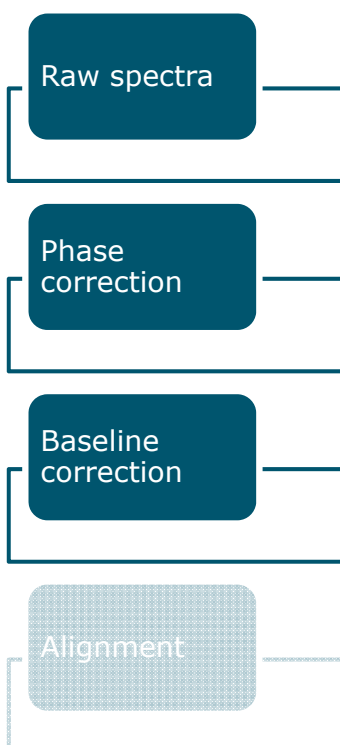 Raw spectra
Phase
correction
Baseline
correction
Alignment